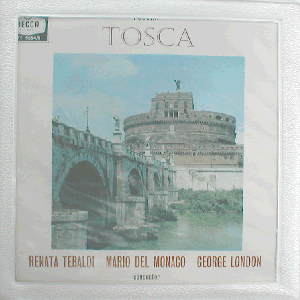 DECCA
TOSCA
RENATA TEBALDI MARIO DEL MONACO GEORGE LONDON